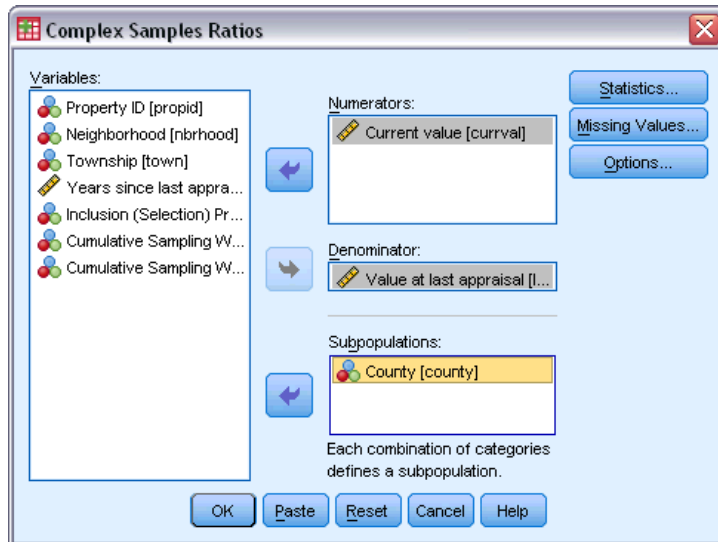 Complex Samples Ratios
Variables:
Property ID [propid]
Neighborhood [nbrhood]
Township [town]
Years since last appra...
Inclusion (Selection) Pr...
Cumulative Sampling W...
Cumulative Sampling W...
Numerators:
Current value [currval]
Denominator:
Value at last appraisal [l...
Subpopulations:
County [county]
Each combination of categories
defines a subpopulation.
Statistics...
Missing Values...
Options...
OK
Paste
Reset
Cancel
Help